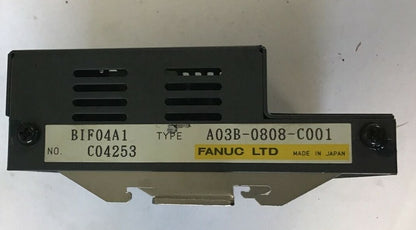 BIF04A1 TYPE A03B-0808-C001
NO. C04253 FANUC LTD MADE IN JAPAN